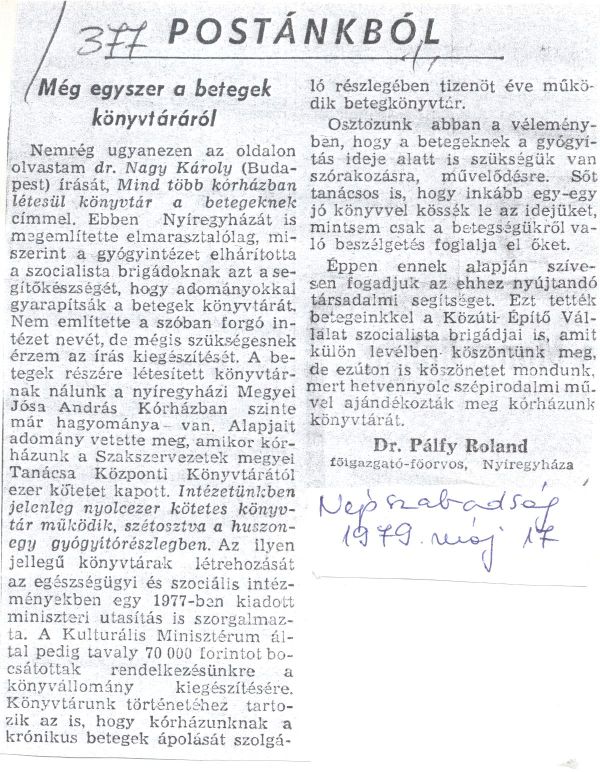 377 POSTÁNKBÓL
Még egyszer a betegek
könyvtáráról
Nemrég ugyanezen az oldalon
olvastam dr. Nagy Károly (Buda-
pest) írását, Mind több kórházban
létesül könyvtár a betegeknek
címmel. Ebben Nyíregyházát is
megemlítette elmarasztalólag, mi-
szerint a gyógyintézet elhárította
a szocialista brigádoknak azt a se-
gítőkészségét, hogy adományokkal
gyarapítsák a betegek könyvtárát.
Nem említette a szóban forgó in-
tézet nevét, de mégis szükségesnek
érzem az írás kiegészítését. A be-
tegek részére létesített könyvtár-
nak nálunk a nyíregyházi Megyei
Jósa András Kórházban szinte
már hagyománya van. Alapjait
adomány vetette meg, amikor kór-
házunk a Szakszervezetek megyei
Tanácsa Központi Könyvtárától
ezer kötetet kapott. Intézetünkben
jelenleg nyolcezer kötetes könyv-
tár működik, szétosztva a huszon-
egy gyógyítórészlegben. Az ilyen
jellegű könyvtárak létrehozását
az egészségügyi és szociális intéz-
ményekben egy 1977-ben kiadott
miniszteri utasítás is szorgalmaz-
ta. A Kulturális Minisztérum ál-
tal pedig tavaly 70 000 forintot bo-
csátottak rendelkezésünkre a
könyvállomány kiegészítésére.
Könyvtárunk történetéhez tarto-
zik az is, hogy kórházunknak a
krónikus betegek ápolását szolgá-
ló részlegében tizenöt éve műkö-
dik betegkönyvtár.
Osztozunk abban a vélemény-
ben, hogy a betegeknek a gyógyí-
tás ideje alatt is szükségük van
szórakozásra, művelődésre. Sőt
tanácsos is, hogy inkább egy-egy
jó könyvvel kössék le az idejüket,
mintsem csak a betegségükről va-
ló beszélgetés foglalja el őket.
Éppen ennek alapján szíve-
sen fogadjuk az ehhez nyújtandó
társadalmi segítséget. Ezt tették
betegeinkkel a Közúti Építő Vál-
lalat szocialista brigádjai is, amit
külön levélben köszöntünk meg,
de ezúton is köszönetet mondunk,
mert hetvennyolc szépirodalmi mű-
vel ajándékozták meg kórházunk
könyvtárát.
Dr. Pálfy Roland
főigazgató-főorvos, Nyíregyháza
Népszabadság
1979. máj 17